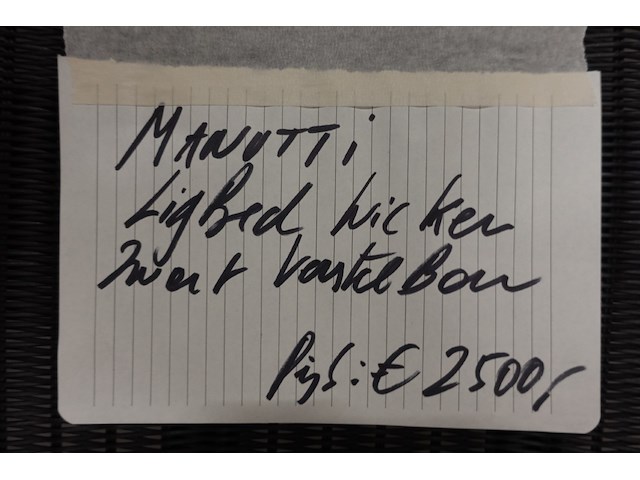 MANUTTi
LigBed wicker
Zwart verstelBaar
Prijs: € 2500,-